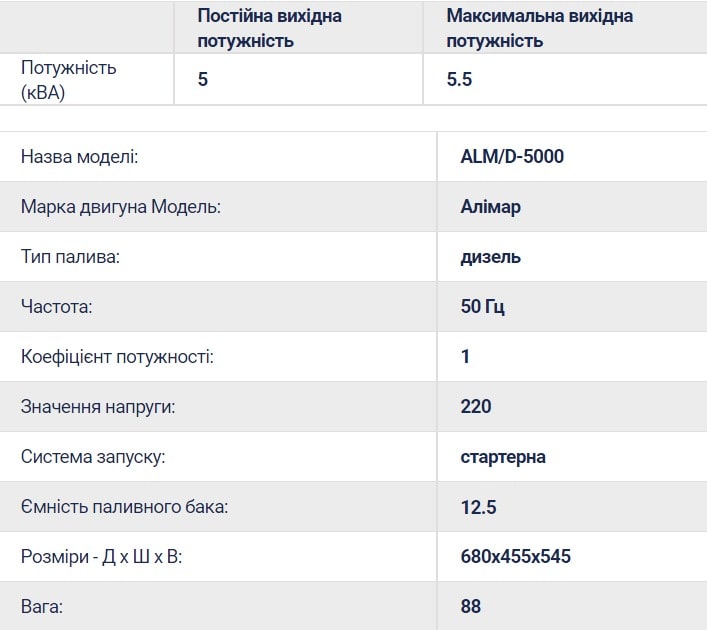 Постійна вихідна
потужність
Максимальна вихідна
потужність
Потужність
(кВА)
5
5.5
Назва моделі:
ALM/D-5000
Марка двигуна Модель:
Алімар
Тип палива:
дизель
Частота:
50 Гц
Коефіцієнт потужності:
1
Значення напруги:
220
Система запуску:
стартерна
Ємність паливного бака:
12.5
Розміри - Д х Ш х В:
680x455x545
Вага:
88